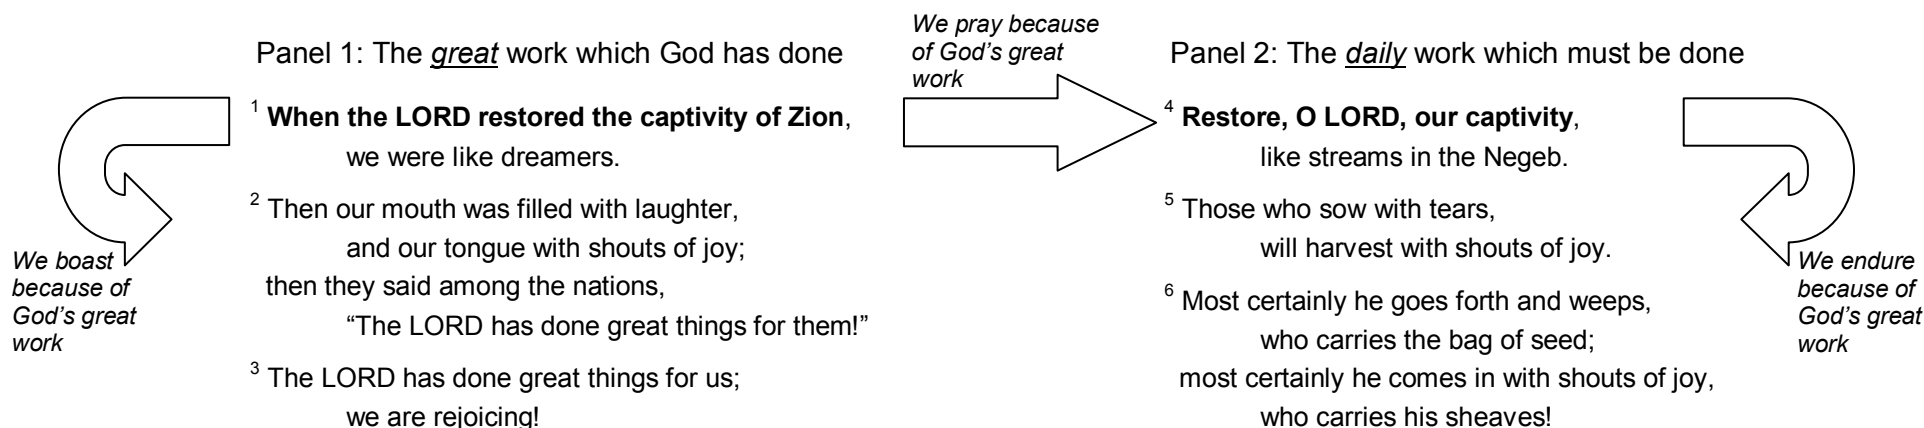 Panel 1: The great work which God has done
1 When the LORD restored the captivity of Zion,
we were like dreamers.
2 Then our mouth was filled with laughter,
and our tongue with shouts of joy;
then they said among the nations,
“The LORD has done great things for them!”
3 The LORD has done great things for us;
we are rejoicing!
We boast
because of
God’s great
work
We pray because
of God’s great
work
Panel 2: The daily work which must be done
4 Restore, O LORD, our captivity,
like streams in the Negeb.
5 Those who sow with tears,
will harvest with shouts of joy.
6 Most certainly he goes forth and weeps,
who carries the bag of seed;
most certainly he comes in with shouts of joy,
who carries his sheaves!
We endure
because of
God’s great
work